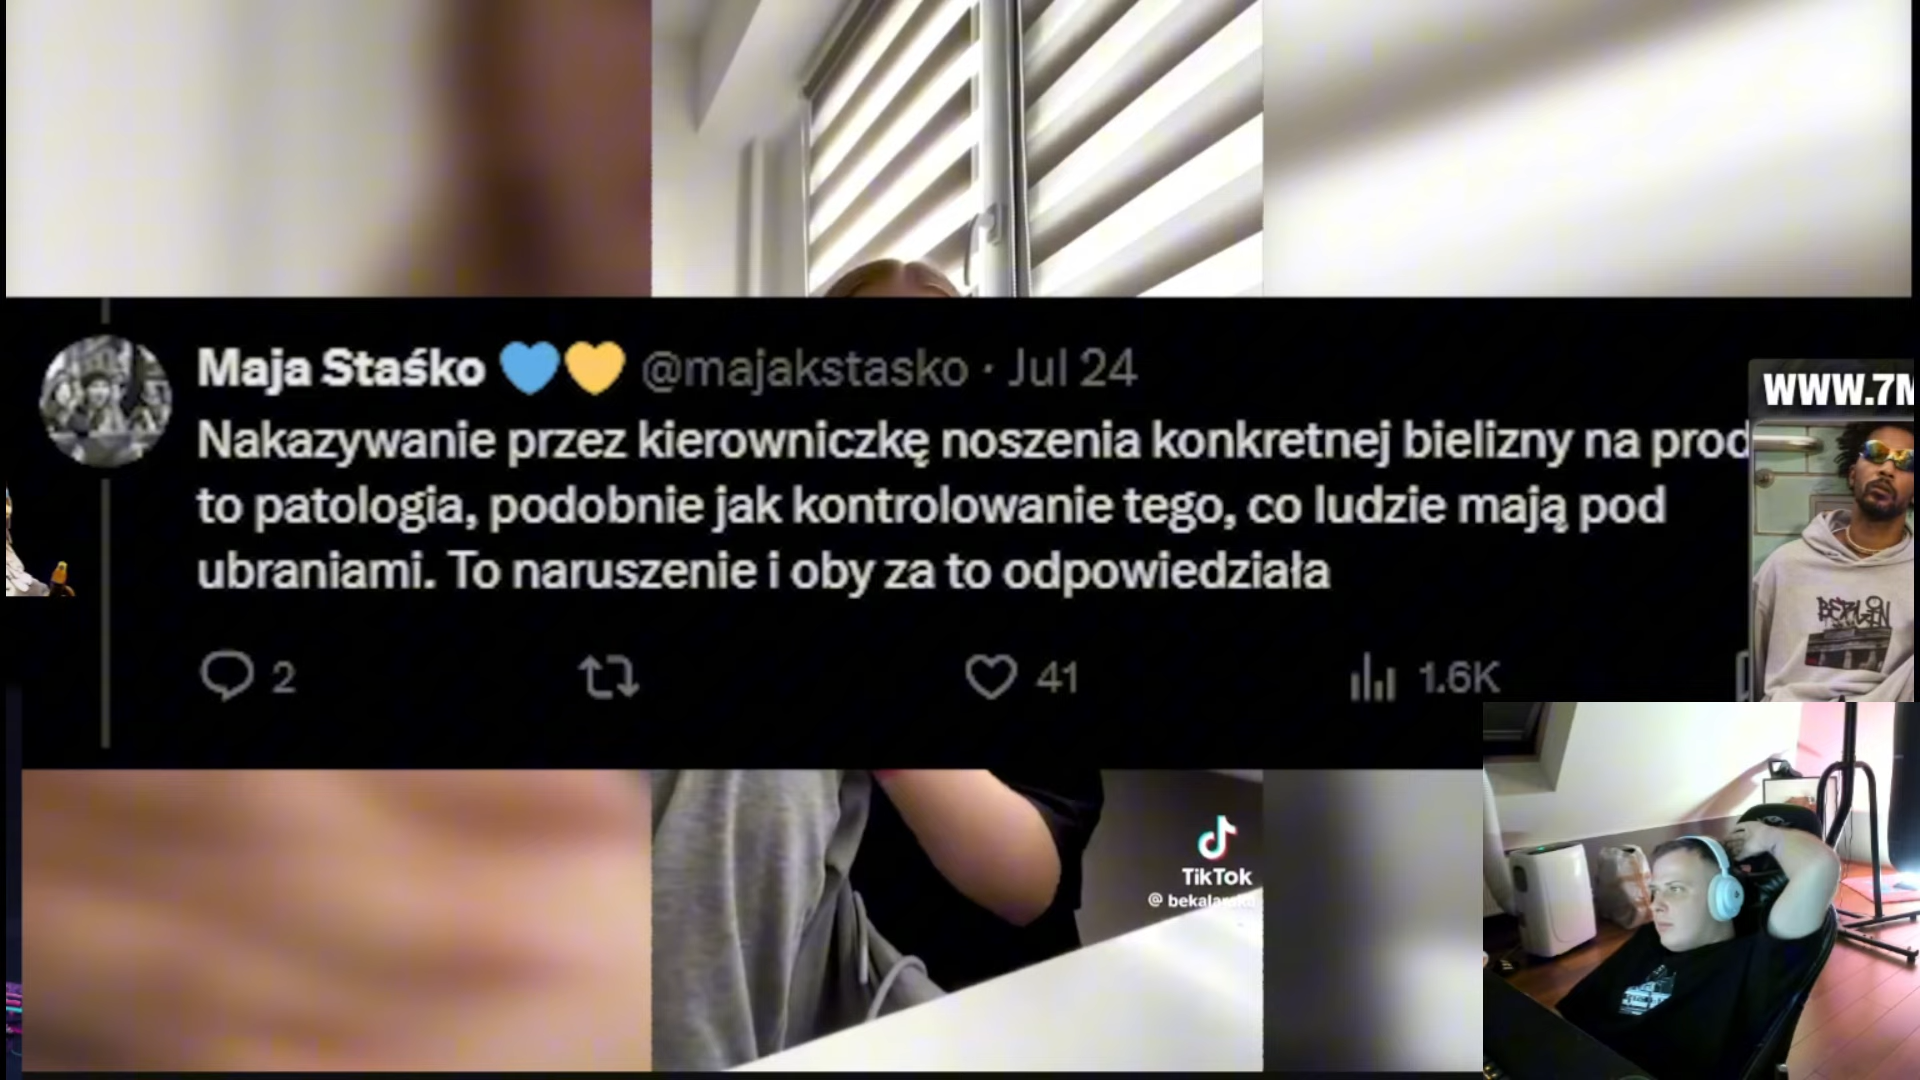 Maja Staśko 💙💛 @majakstasko · Jul 24
Nakazywanie przez kierowniczkę noszenia konkretnej bielizny na prod
to patologia, podobnie jak kontrolowanie tego, co ludzie mają pod
ubraniami. To naruszenie i oby za to odpowiedziała
2 41 1.6K
WWW.7M
BERLIN
TikTok